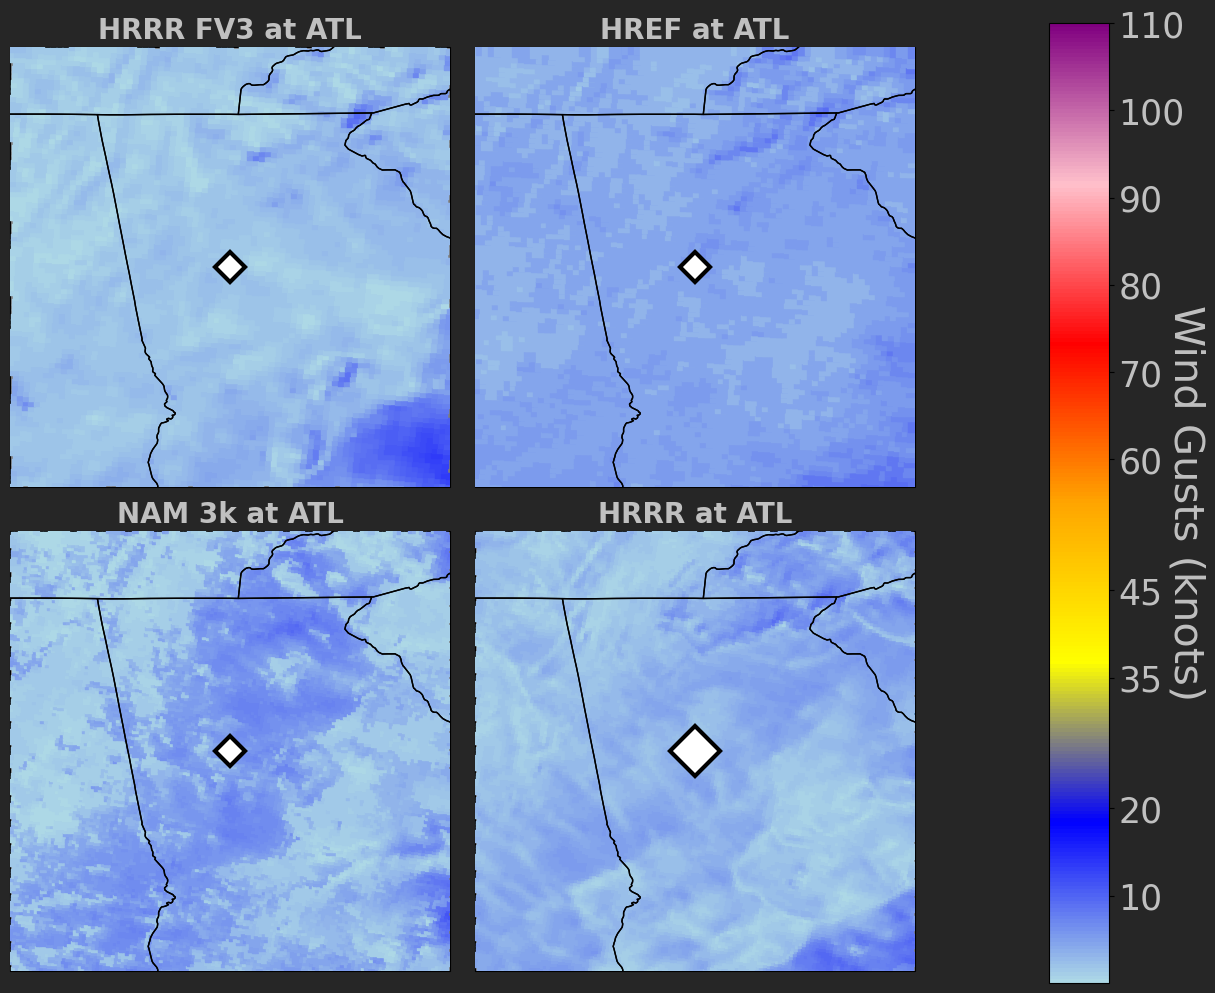 HRRR FV3 at ATL
HREF at ATL
NAM 3k at ATL
HRRR at ATL
110
100
90
80
70
60
45
35
20
10
Wind Gusts (knots)